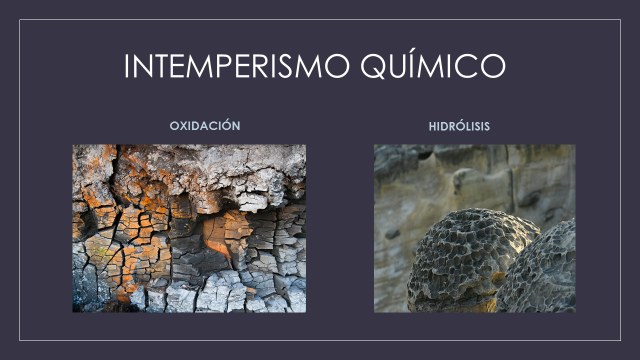 INTEMPERISMO QUÍMICO
OXIDACIÓN
HIDRÓLISIS